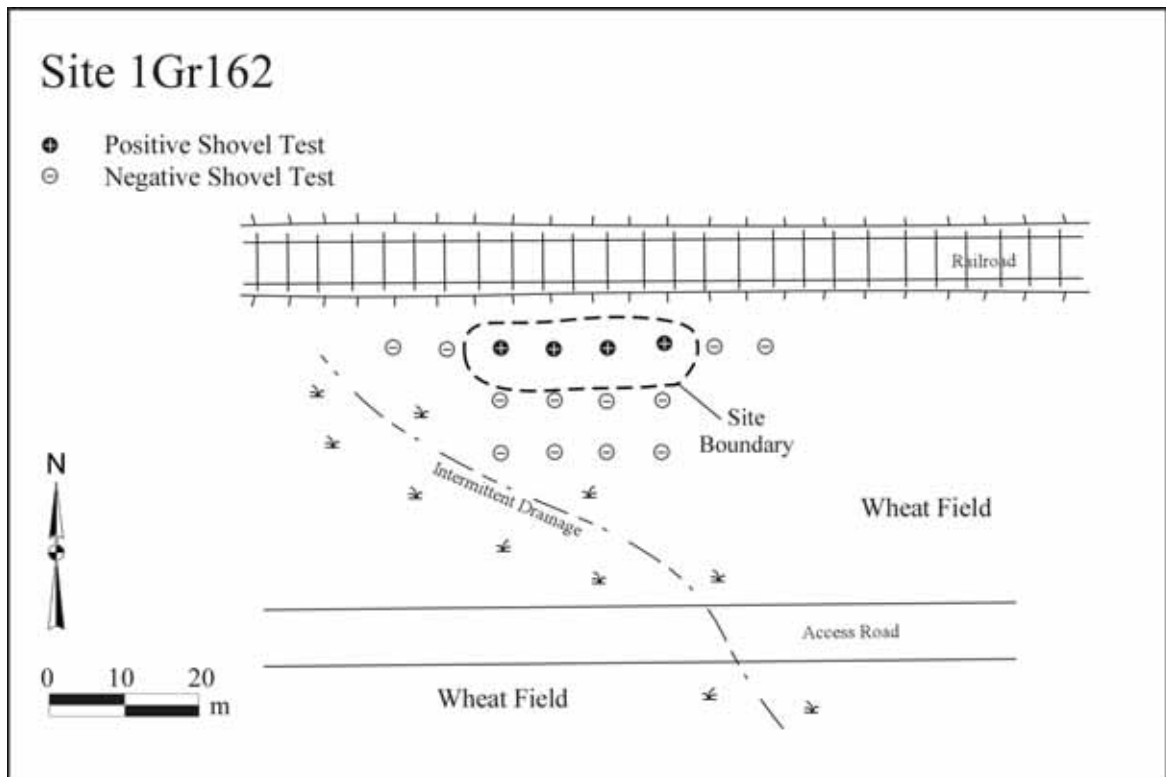 Site 1Gr162
Positive Shovel Test
Negative Shovel Test
Railroad
Site
Boundary
Intermittent Drainage
N
Wheat Field
Access Road
0 10 20
m
Wheat Field